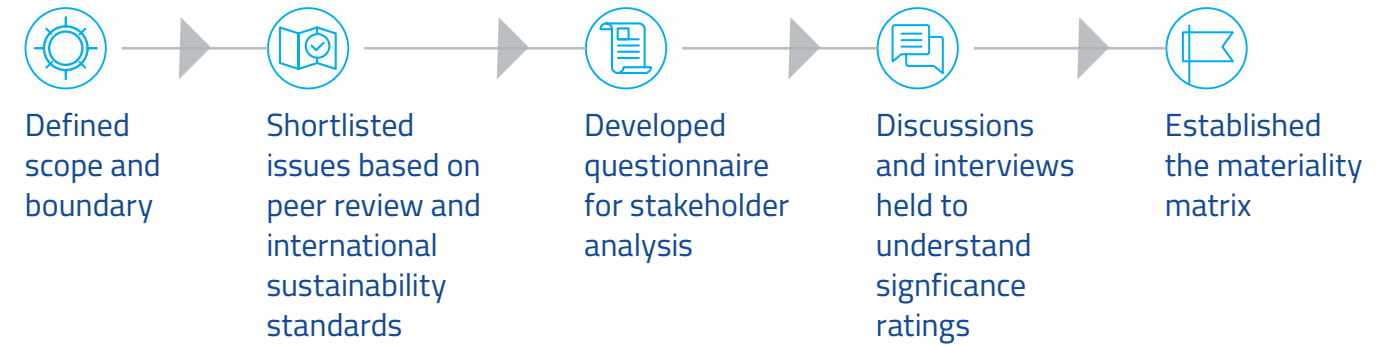 Defined
scope and
boundary
Shortlisted
issues based on
peer review and
international
sustainability
standards
Developed
questionnaire
for stakeholder
analysis
Discussions
and interviews
held to
understand
signficance
ratings
Established
the materiality
matrix